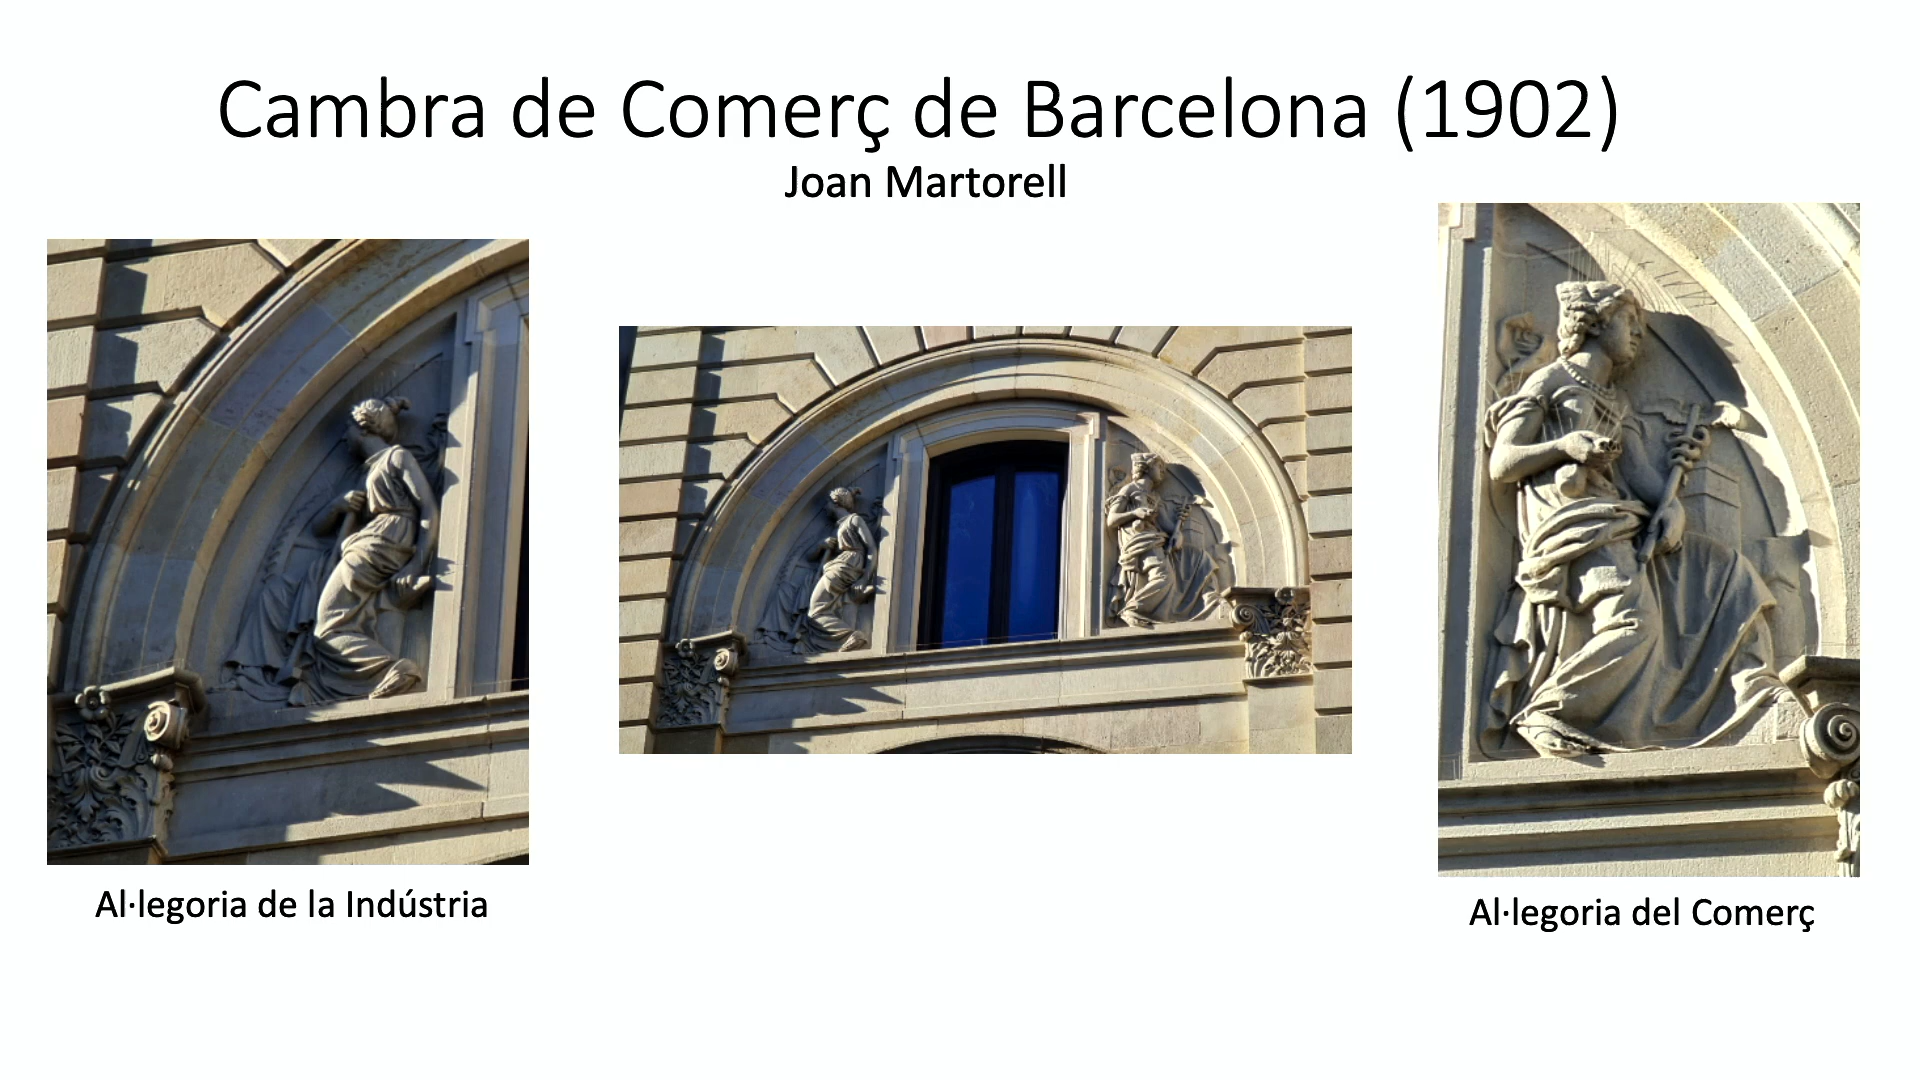 Cambra de Comerç de Barcelona (1902)
Joan Martorell
Al·legoria de la Indústria
Al·legoria del Comerç